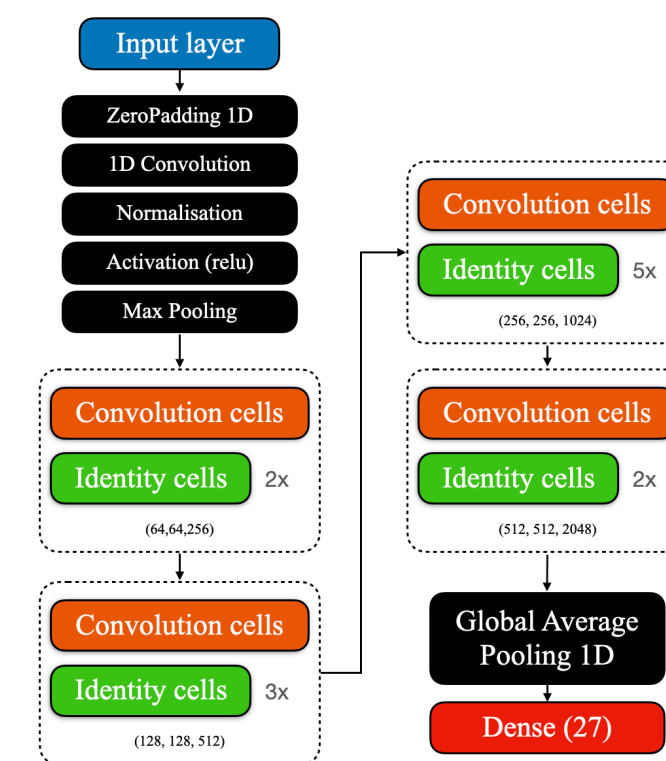 Input layer
ZeroPadding 1D
1D Convolution
Normalisation
Activation (relu)
Max Pooling
Convolution cells
Identity cells 2x
(64,64,256)
Convolution cells
Identity cells 3x
(128, 128, 512)
Convolution cells
Identity cells 5x
(256, 256, 1024)
Convolution cells
Identity cells 2x
(512, 512, 2048)
Global Average
Pooling 1D
Dense (27)